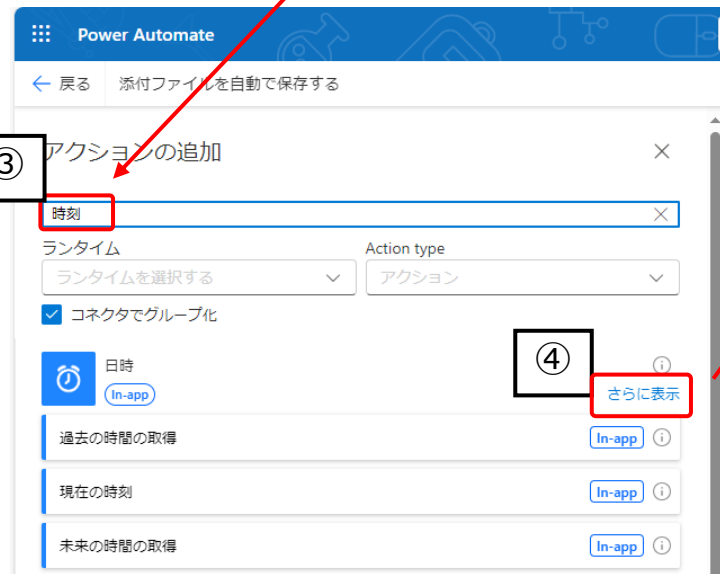 Power Automate
← 戻る 添付ファイルを自動で保存する
③
アクションの追加
時刻
ランタイム Action type
ランタイムを選択する アクション
コネクタでグループ化
④
日時
In-app
さらに表示
過去の時間の取得 In-app
現在の時刻 In-app
未来の時間の取得 In-app